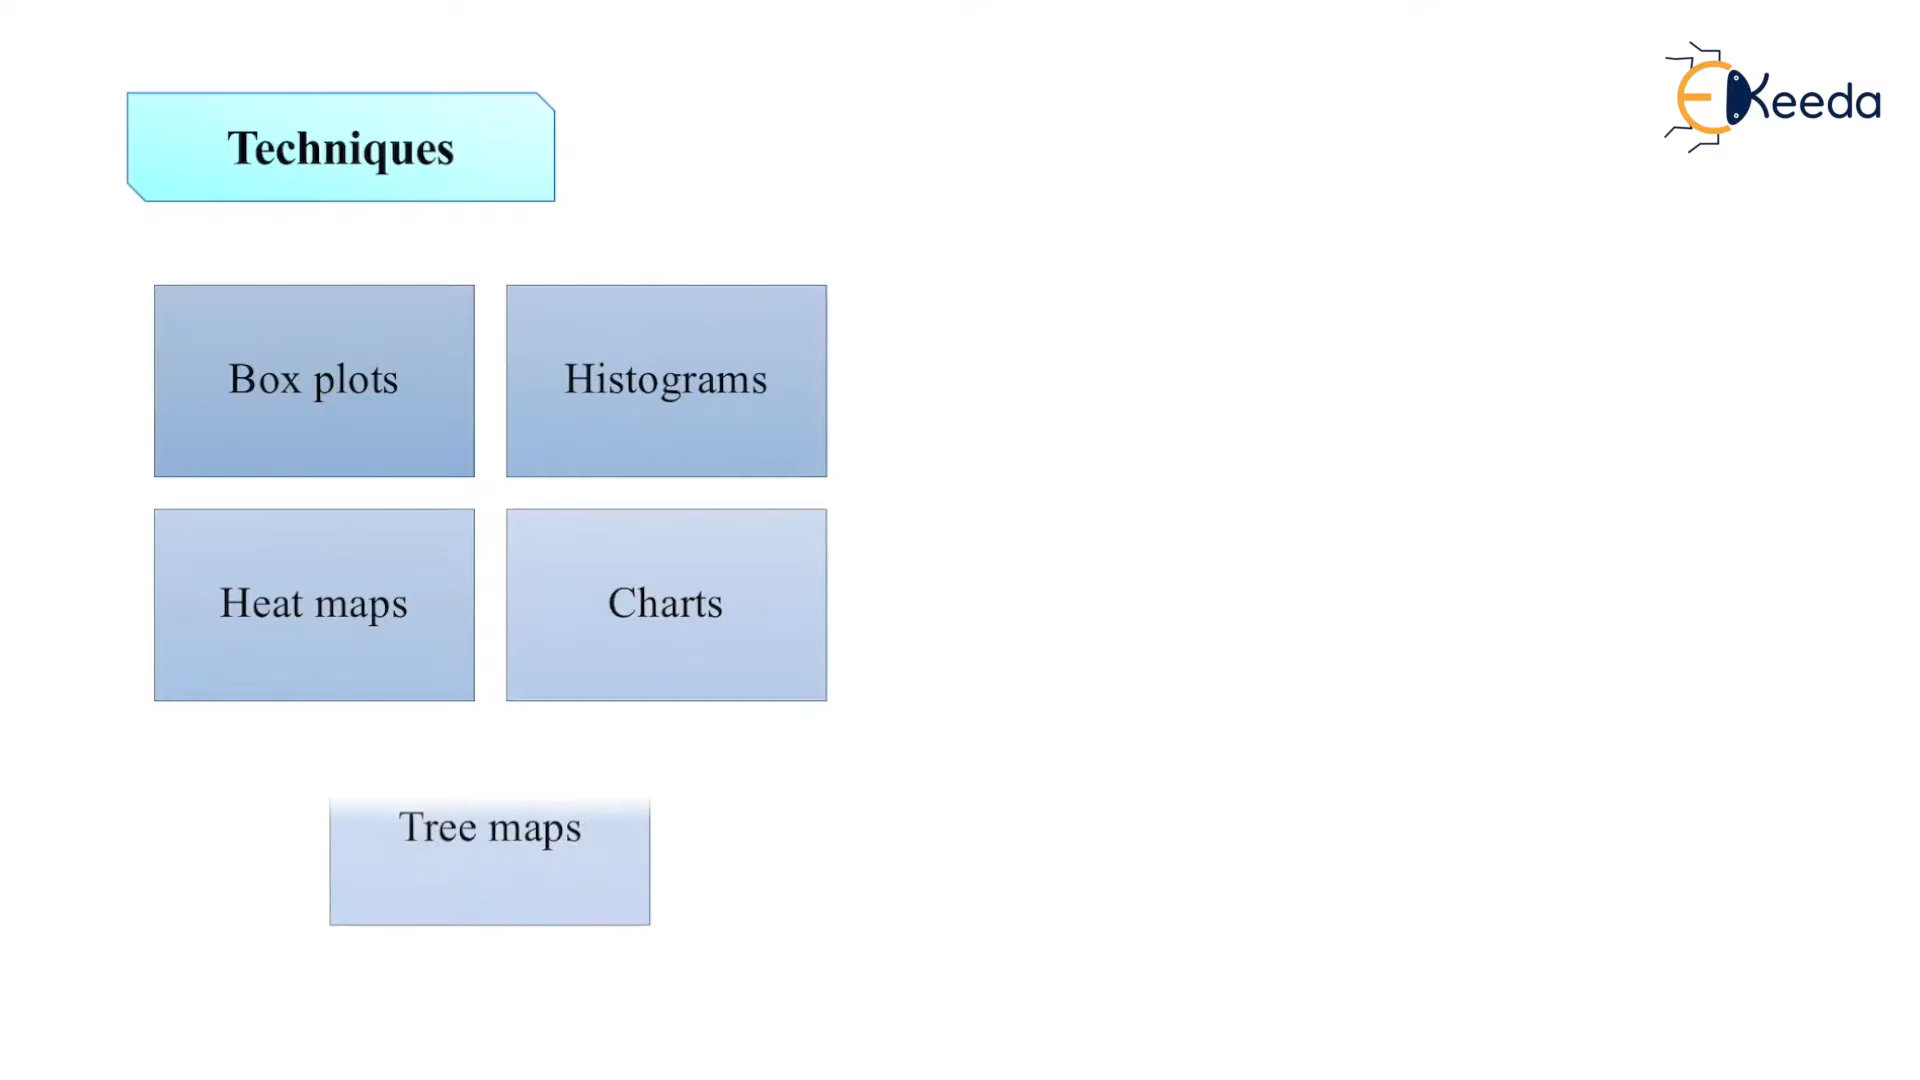 EKeeda
Techniques
Box plots
Histograms
Heat maps
Charts
Tree maps